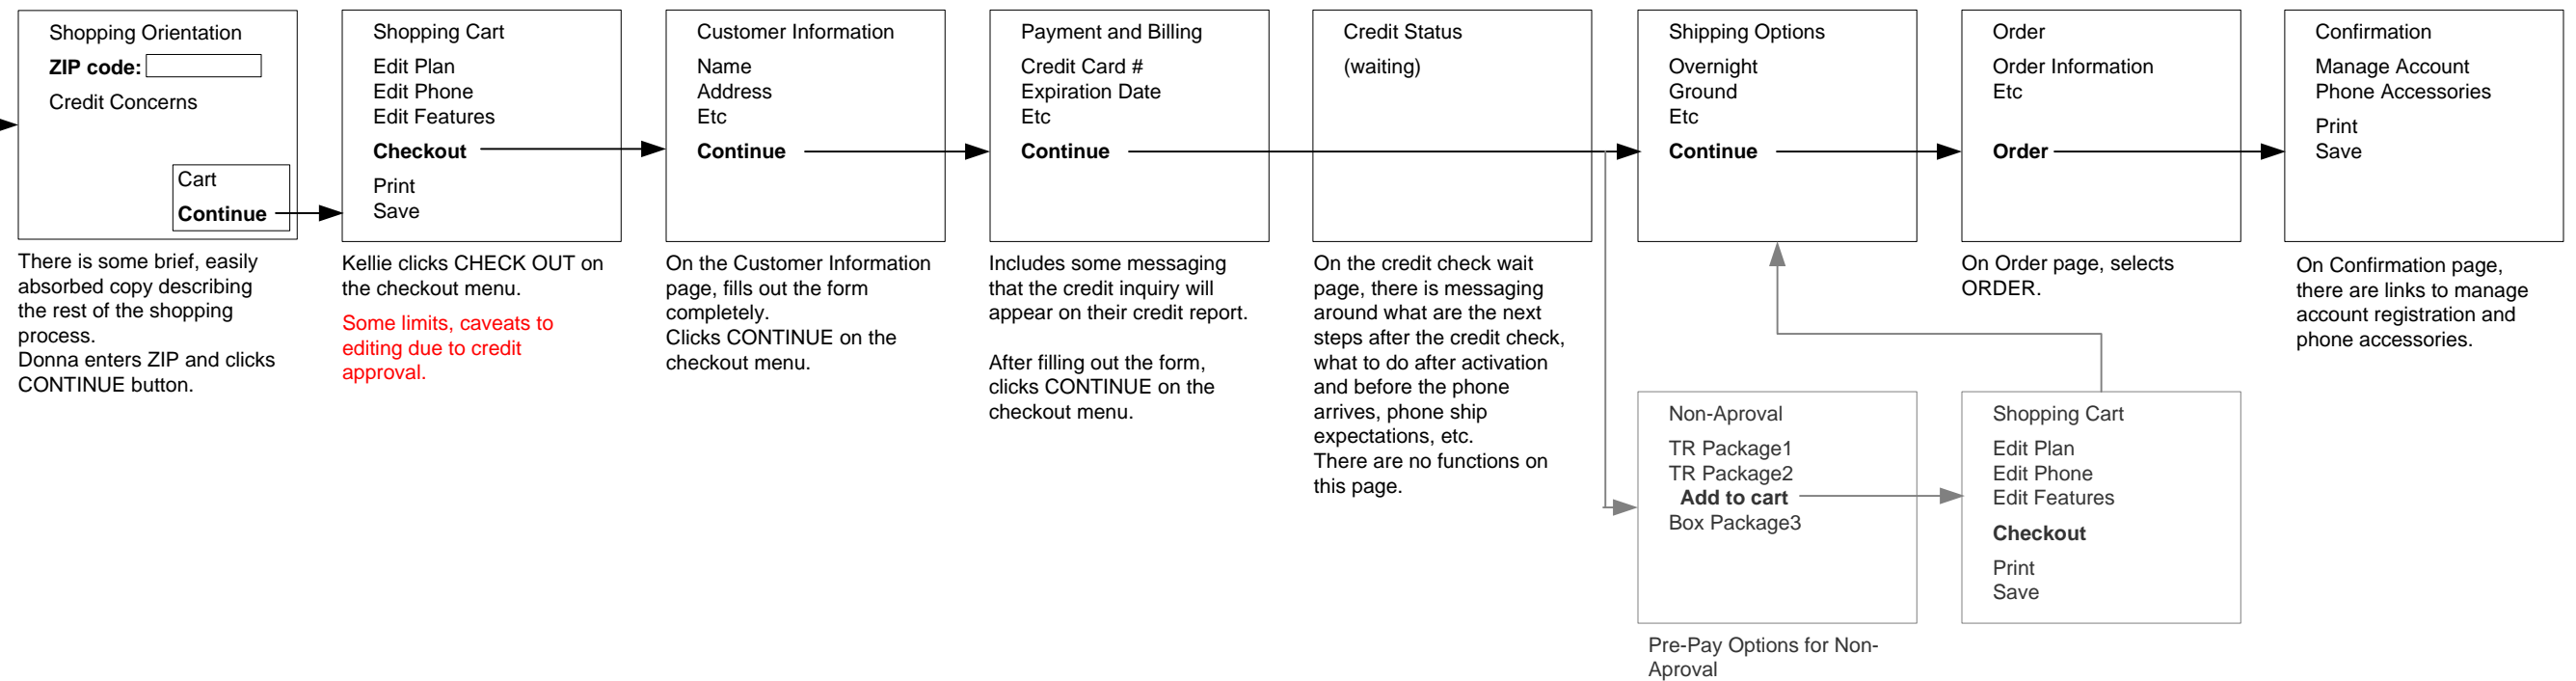 Shopping Orientation
ZIP code:
Credit Concerns
Cart
Continue
There is some brief, easily
absorbed copy describing
the rest of the shopping
process.
Donna enters ZIP and clicks
CONTINUE button.
Shopping Cart
Edit Plan
Edit Phone
Edit Features
Checkout
Print
Save
Kellie clicks CHECK OUT on
the checkout menu.
Some limits, caveats to
editing due to credit
approval.
Customer Information
Name
Address
Etc
Continue
On the Customer Information
page, fills out the form
completely.
Clicks CONTINUE on the
checkout menu.
Payment and Billing
Credit Card #
Expiration Date
Etc
Continue
Includes some messaging
that the credit inquiry will
appear on their credit report.
After filling out the form,
clicks CONTINUE on the
checkout menu.
Credit Status
(waiting)
On the credit check wait
page, there is messaging
around what are the next
steps after the credit check,
what to do after activation
and before the phone
arrives, phone ship
expectations, etc.
There are no functions on
this page.
Shipping Options
Overnight
Ground
Etc
Continue
Order
Order Information
Etc
Order
On Order page, selects
ORDER.
Confirmation
Manage Account
Phone Accessories
Print
Save
On Confirmation page,
there are links to manage
account registration and
phone accessories.
Non-Aproval
TR Package1
TR Package2
Add to cart
Box Package3
Pre-Pay Options for Non-
Aproval
Shopping Cart
Edit Plan
Edit Phone
Edit Features
Checkout
Print
Save